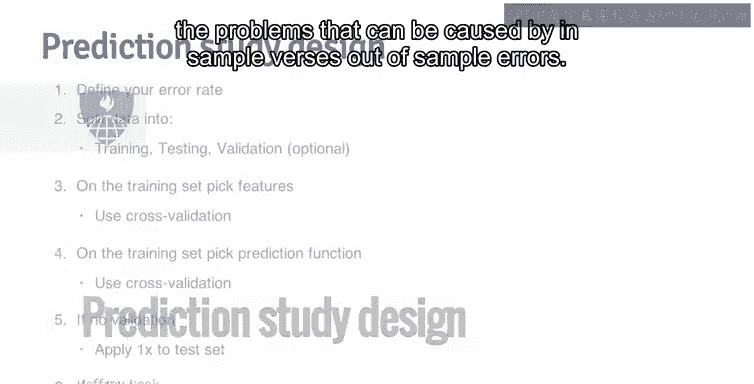 the problems that can be caused by in
sample verses out of sample errors.
Prediction study design
1. Define your error rate
2. Split data into:
· Training, Testing, Validation (optional)
3. On the training set pick features
· Use cross-validation
4. On the training set pick prediction function
· Use cross-validation
5. If no validation
Prediction study design
· Apply 1x to test set